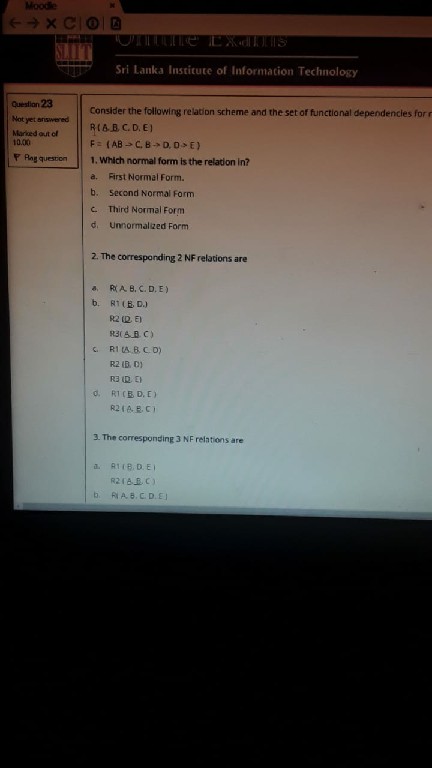 Moodle
Online Exams
SLIIT
Sri Lanka Institute of Information Technology
Question 23
Not yet answered
Marked out of
10.00
Flag question
Consider the following relation scheme and the set of functional dependencies for r
R(A, B, C, D, E)
F = {AB -> C, B -> D, D -> E}
1. Which normal form is the relation in?
a. First Normal Form.
b. Second Normal Form
c. Third Normal Form
d. Unnormalized Form
2. The corresponding 2 NF relations are
a. R(A, B, C, D, E)
b. R1 (B, D,)
R2 (D, E)
R3(A, B, C)
c. R1 (A, B, C, D)
R2 (B, D)
R3 (D, E)
d. R1 (B, D, E)
R2 (A, B, C)
3. The corresponding 3 NF relations are
a. R1 (B, D, E)
R2 (A, B, C)
b. R(A, B, C, D, E)